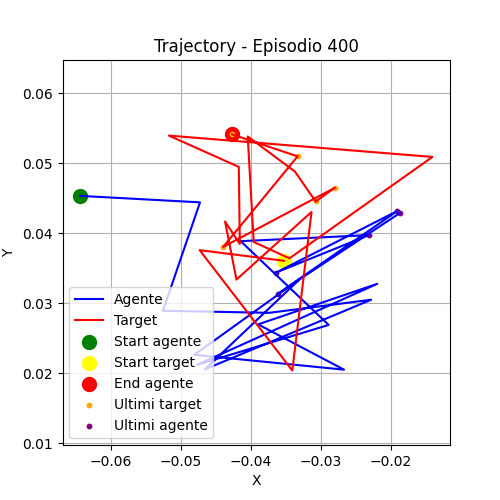 Trajectory - Episodio 400
Y
0.06
0.05
0.04
0.03
0.02
0.01
Agente
Target
Start agente
Start target
End agente
Ultimi target
Ultimi agente
−0.06
−0.05
−0.04
−0.03
−0.02
X